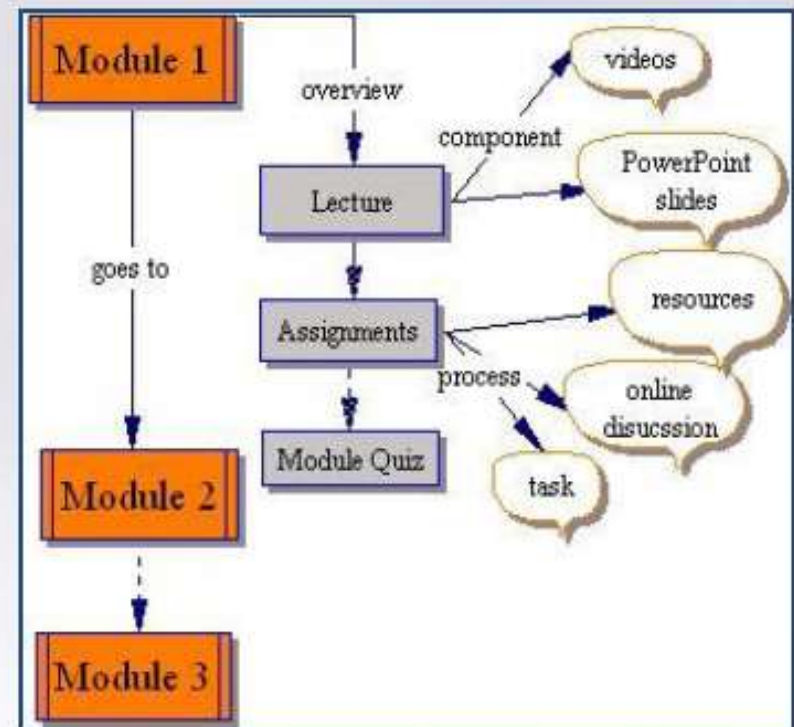 Module 1
overview
videos
component
PowerPoint
slides
Lecture
goes to
resources
Assignments
process
online
disucssion
Module Quiz
task
Module 2
Module 3